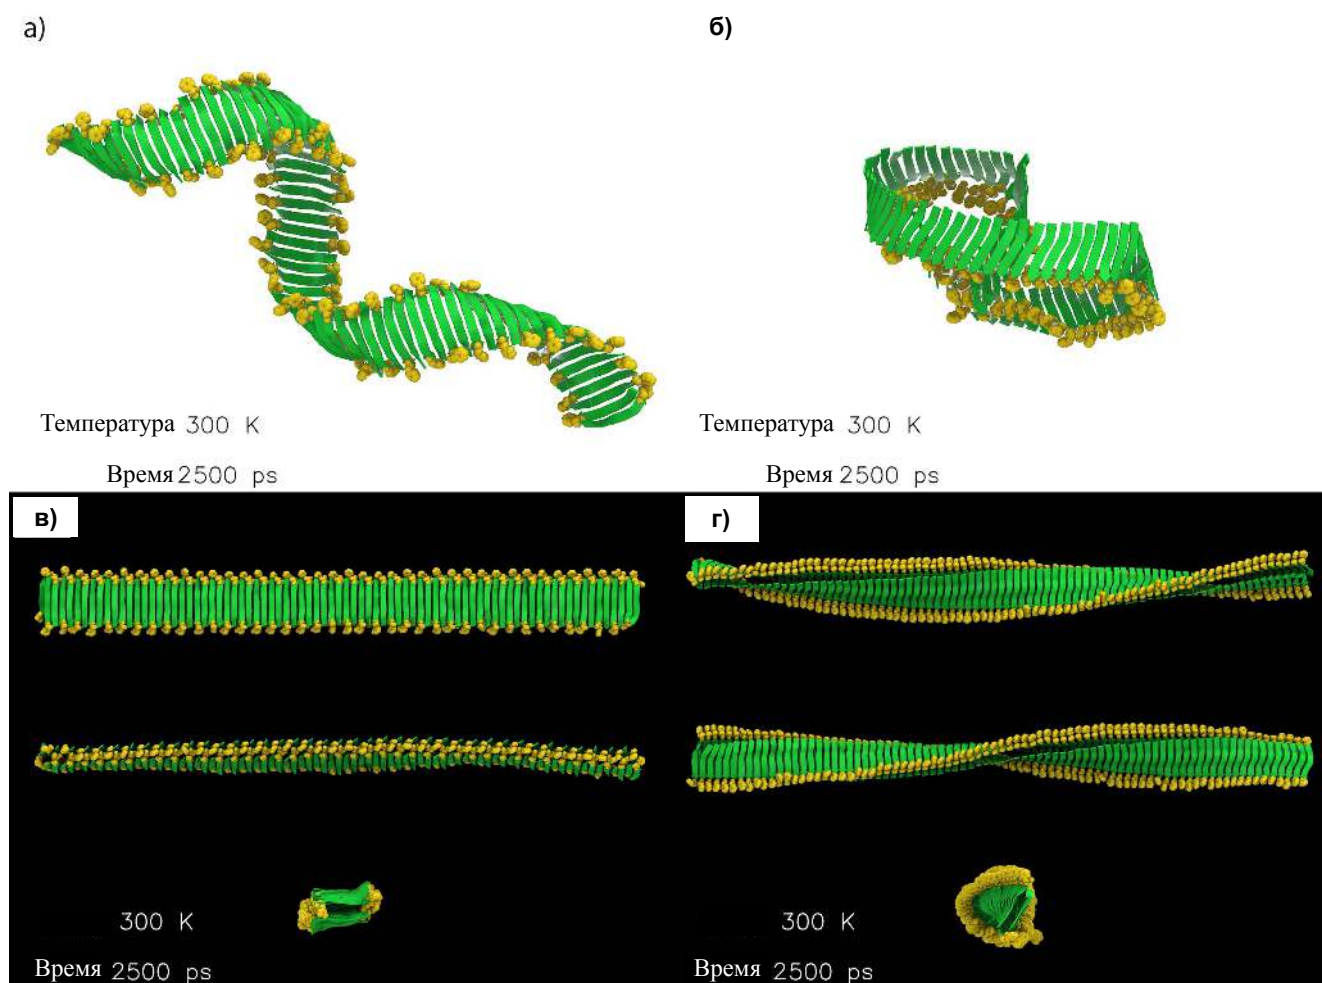 а)
б)
Температура 300 K
Температура 300 K
Время 2500 ps
Время 2500 ps
в)
г)
300 K
300 K
Время 2500 ps
Время 2500 ps